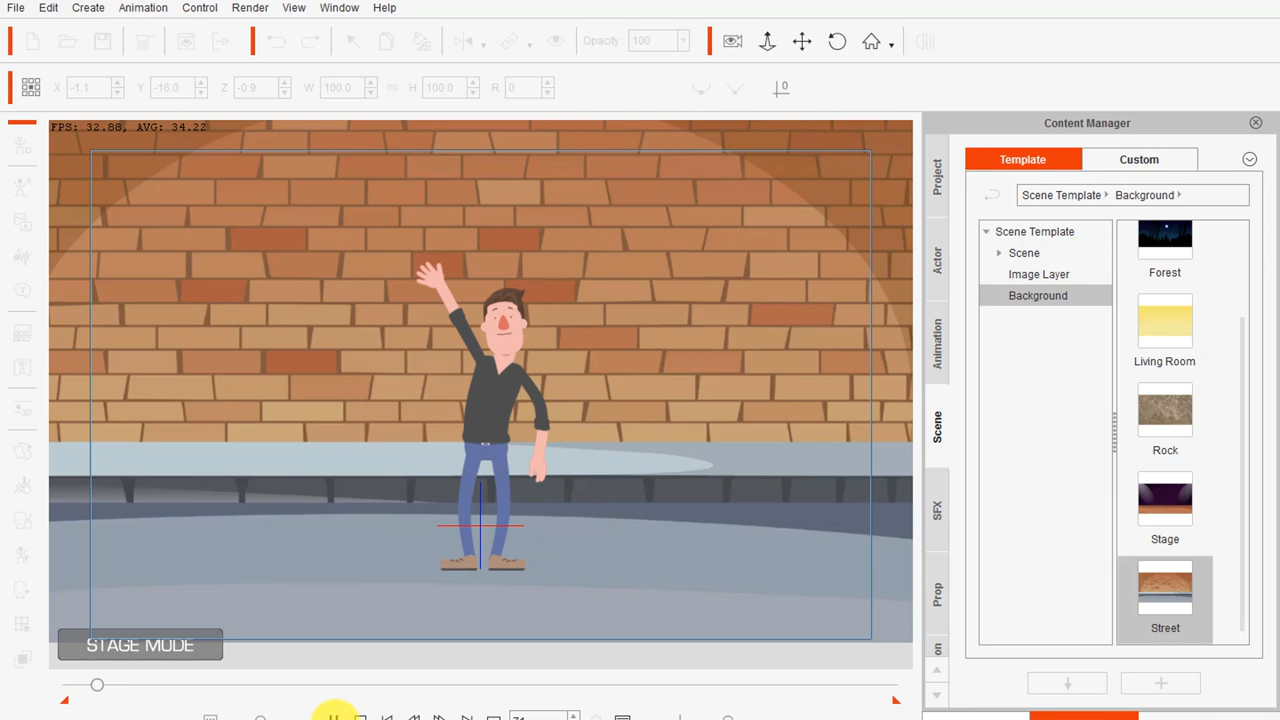 File Edit Create Animation Control Render View Window Help
Opacity: 100
X -1.1 Y -16.0 Z -0.9 W 100.0 H 100.0 R 0 0
FPS: 32.88, AVG: 34.22
STAGE MODE
Content Manager
Template Custom
Scene Template Background
Scene Template
Scene
Image Layer
Background
Forest
Living Room
Rock
Stage
Street
Project
Actor
Animation
Scene
SFX
Prop
on